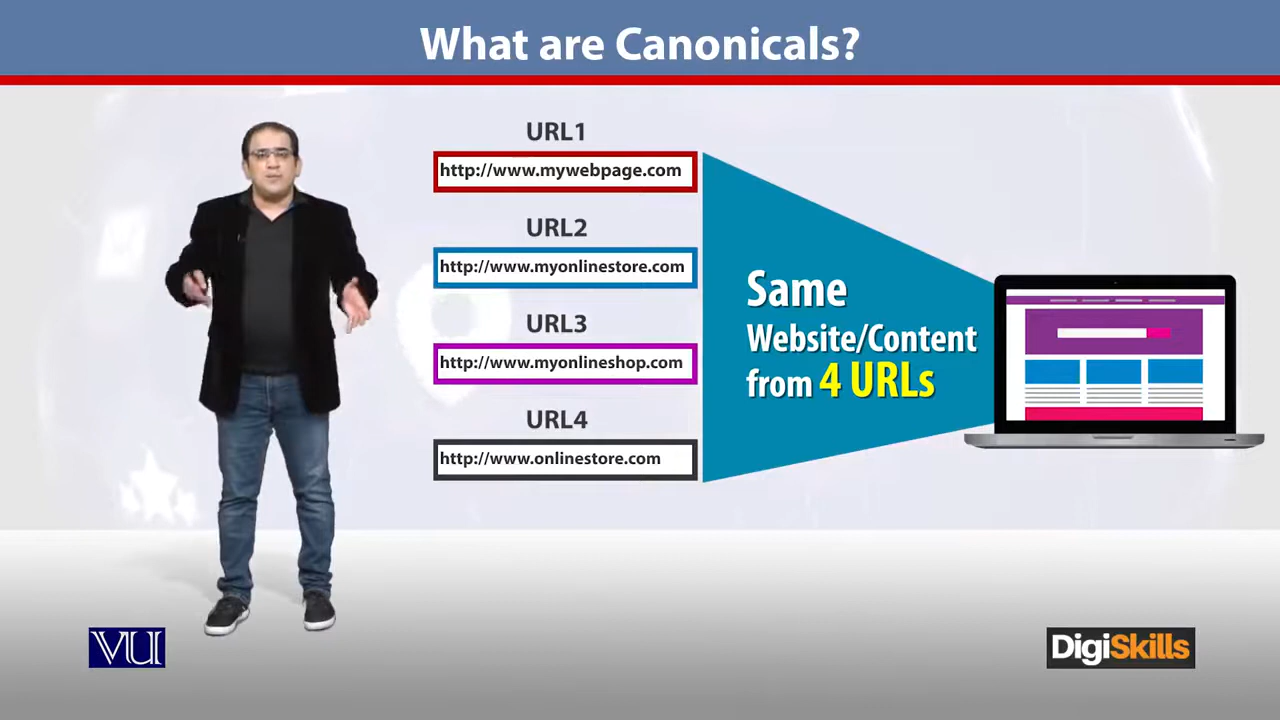 What are Canonicals?
URL1
http://www.mywebpage.com
URL2
http://www.myonlinestore.com
URL3
http://www.myonlineshop.com
URL4
http://www.onlinestore.com
Same
Website/Content
from 4 URLs
VU
DigiSkills